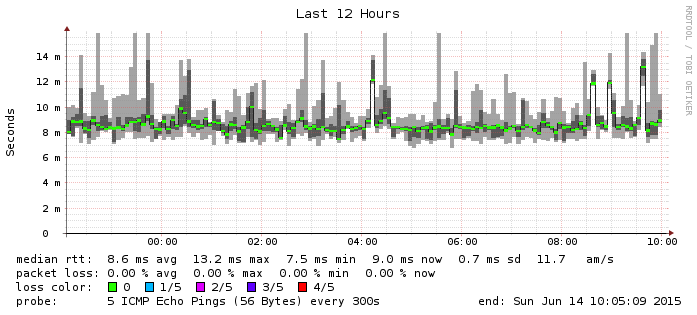 Last 12 Hours
RRDTOOL / TOBI OETIKER
Seconds
14 m
12 m
10 m
8 m
6 m
4 m
2 m
0
00:00 02:00 04:00 06:00 08:00 10:00
median rtt: 8.6 ms avg 13.2 ms max 7.5 ms min 9.0 ms now 0.7 ms sd 11.7 am/s
packet loss: 0.00 % avg 0.00 % max 0.00 % min 0.00 % now
loss color: 0 1/5 2/5 3/5 4/5
probe: 5 ICMP Echo Pings (56 Bytes) every 300s end: Sun Jun 14 10:05:09 2015